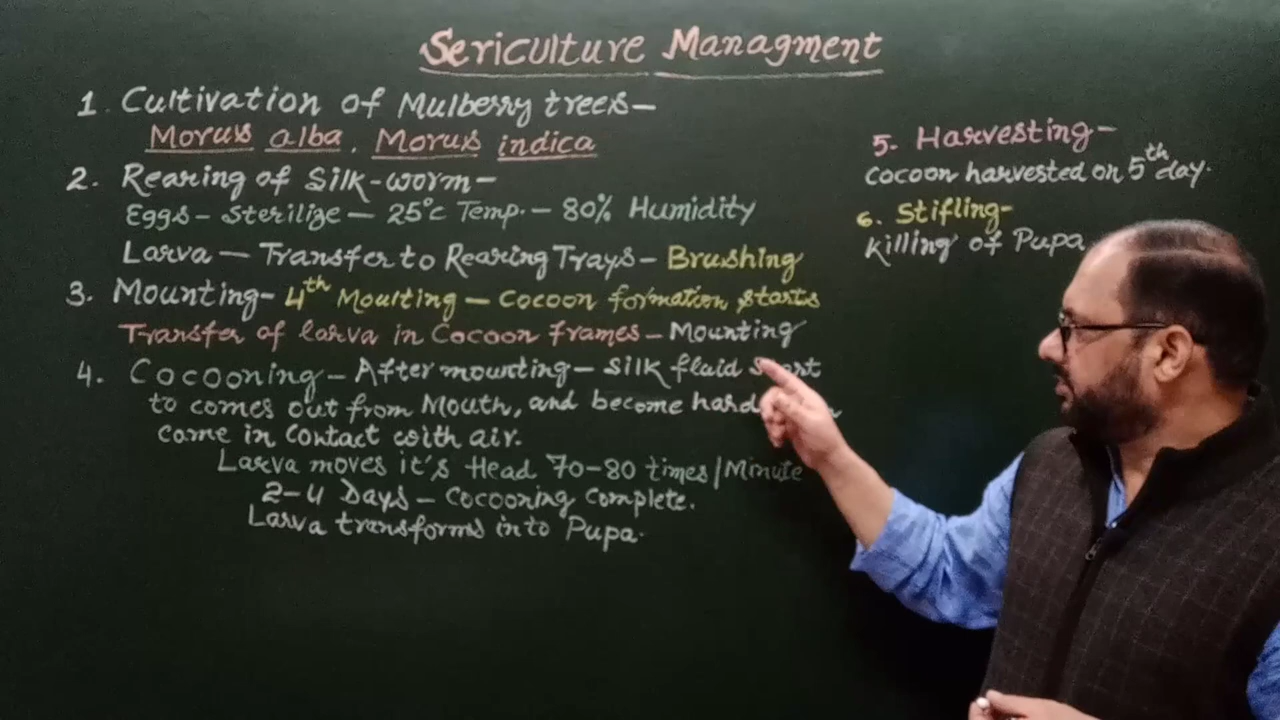 Sericulture Managment
1. Cultivation of Mulberry trees-
Morus alba, Morus indica
2. Rearing of Silk-worm-
Eggs - Sterilize - 25°c Temp. - 80% Humidity
Larva - Transfer to Rearing Trays - Brushing
3. Mounting - 4th Moulting - Cocoon formation starts
Transfer of larva in Cocoon frames - Mounting
4. Cocooning - After mounting - Silk fluid start
to comes out from Mouth, and become hard
come in contact with air.
Larva moves it's Head 70-80 times/Minute
2-4 Days - Cocooning complete.
Larva transforms into Pupa.
5. Harvesting-
Cocoon harvested on 5th day.
6. Stifling-
Killing of Pupa